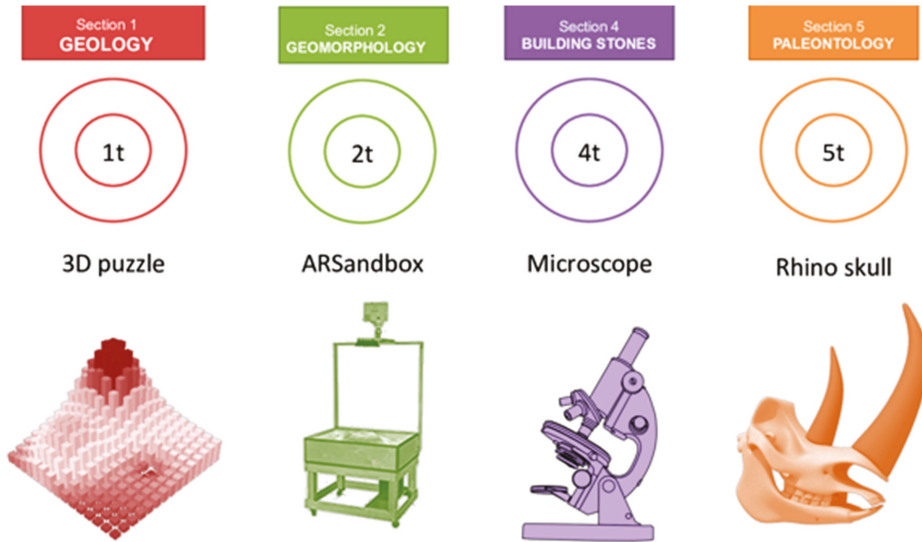 Section 1
GEOLOGY
Section 2
GEOMORPHOLOGY
Section 4
BUILDING STONES
Section 5
PALEONTOLOGY
1t
2t
4t
5t
3D puzzle
ARSandbox
Microscope
Rhino skull